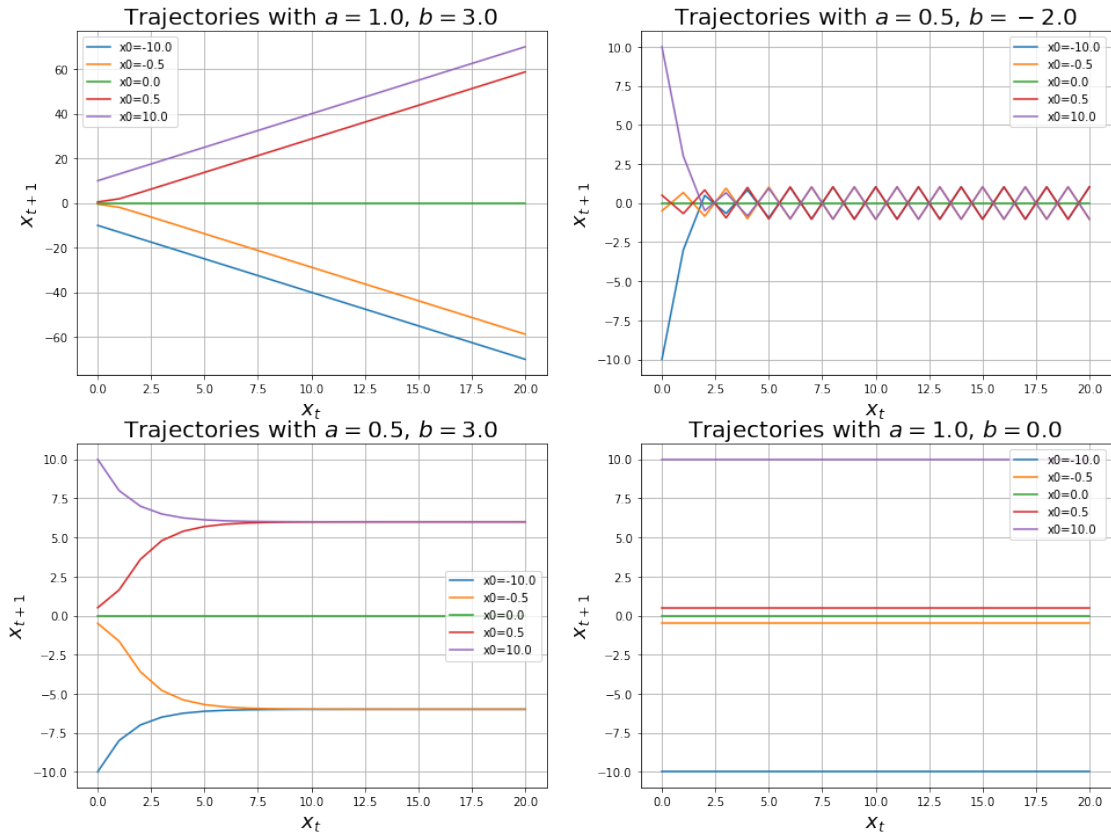 Trajectories with a = 1.0, b = 3.0
x0=-10.0
x0=-0.5
x0=0.0
x0=0.5
x0=10.0
60
40
20
0
−20
−40
−60
x_{t+1}
0.0 2.5 5.0 7.5 10.0 12.5 15.0 17.5 20.0
x_t
Trajectories with a = 0.5, b = − 2.0
x0=-10.0
x0=-0.5
x0=0.0
x0=0.5
x0=10.0
10.0
7.5
5.0
2.5
0.0
−2.5
−5.0
−7.5
−10.0
x_{t+1}
0.0 2.5 5.0 7.5 10.0 12.5 15.0 17.5 20.0
x_t
Trajectories with a = 0.5, b = 3.0
10.0
7.5
5.0
2.5
0.0
−2.5
−5.0
−7.5
−10.0
x_{t+1}
x0=-10.0
x0=-0.5
x0=0.0
x0=0.5
x0=10.0
0.0 2.5 5.0 7.5 10.0 12.5 15.0 17.5 20.0
x_t
Trajectories with a = 1.0, b = 0.0
x0=-10.0
x0=-0.5
x0=0.0
x0=0.5
x0=10.0
10.0
7.5
5.0
2.5
0.0
−2.5
−5.0
−7.5
−10.0
x_{t+1}
0.0 2.5 5.0 7.5 10.0 12.5 15.0 17.5 20.0
x_t